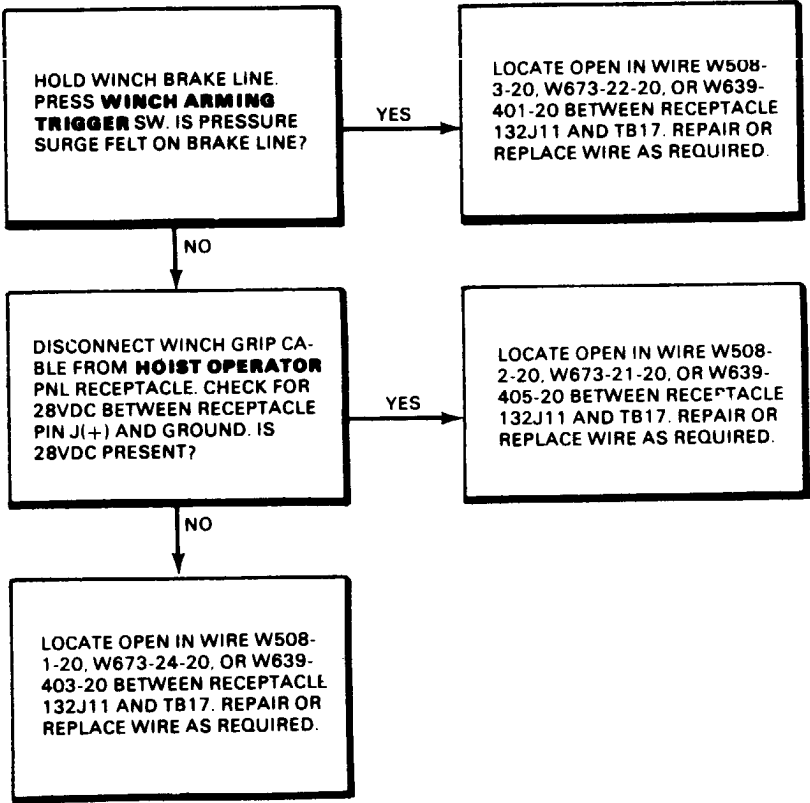 HOLD WINCH BRAKE LINE.
PRESS WINCH ARMING
TRIGGER SW. IS PRESSURE
SURGE FELT ON BRAKE LINE?
YES
LOCATE OPEN IN WIRE W508-
3-20, W673-22-20, OR W639-
401-20 BETWEEN RECEPTACLE
132J11 AND TB17. REPAIR OR
REPLACE WIRE AS REQUIRED.
NO
DISCONNECT WINCH GRIP CA-
BLE FROM HOIST OPERATOR
PNL RECEPTACLE. CHECK FOR
28VDC BETWEEN RECEPTACLE
PIN J(+) AND GROUND. IS
28VDC PRESENT?
YES
LOCATE OPEN IN WIRE W508-
2-20, W673-21-20, OR W639-
405-20 BETWEEN RECEPTACLE
132J11 AND TB17. REPAIR OR
REPLACE WIRE AS REQUIRED.
NO
LOCATE OPEN IN WIRE W508-
1-20, W673-24-20, OR W639-
403-20 BETWEEN RECEPTACLE
132J11 AND TB17. REPAIR OR
REPLACE WIRE AS REQUIRED.